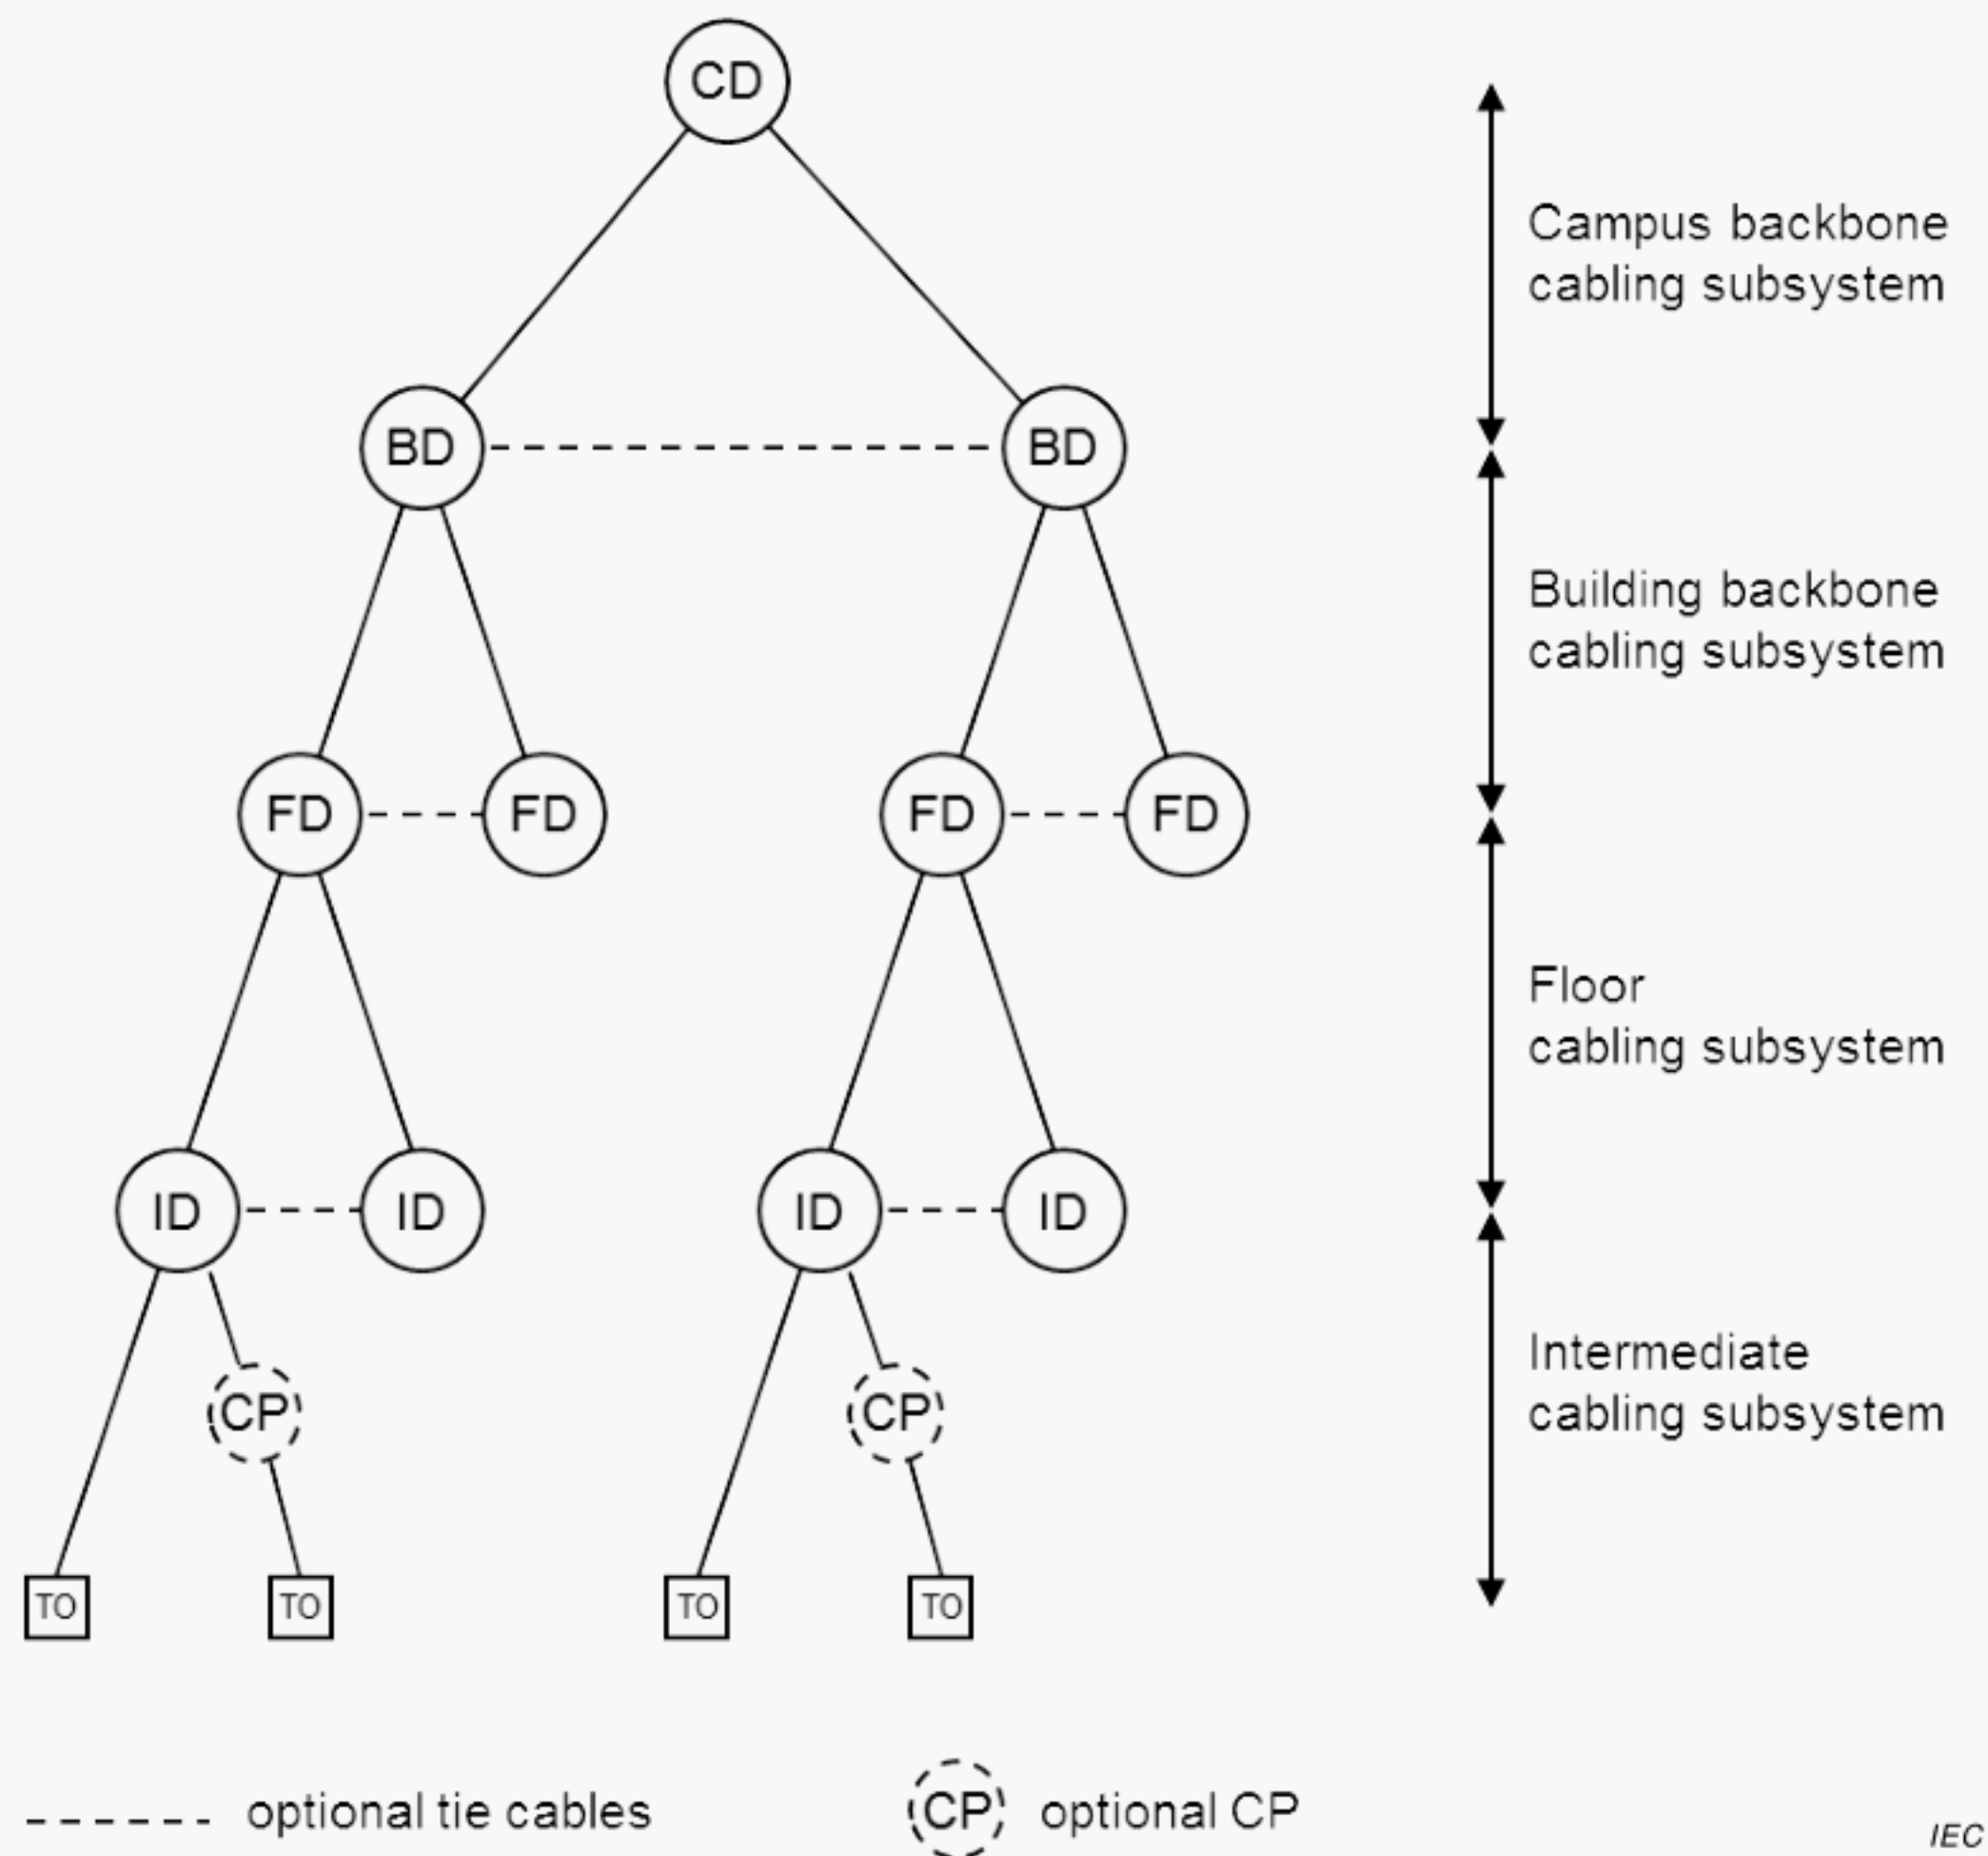 CD
Campus backbone
cabling subsystem
BD
BD
Building backbone
cabling subsystem
FD
FD
FD
FD
Floor
cabling subsystem
ID
ID
ID
ID
Intermediate
cabling subsystem
CP
CP
TO
TO
TO
TO
optional tie cables
CP
optional CP
IEC